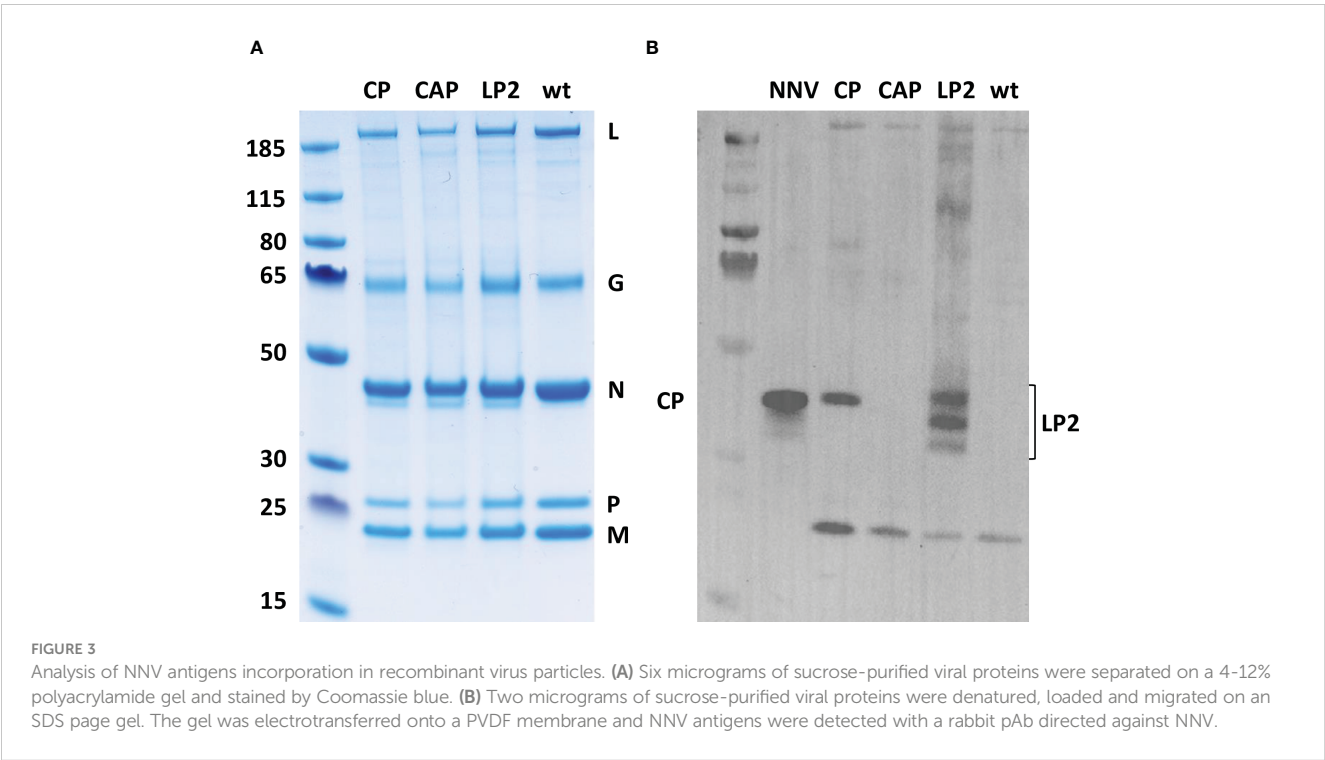 A
B
CP CAP LP2 wt
NNV CP CAP LP2 wt
L
185
115
80
65
G
50
N
CP
LP2
30
25
P
M
15
FIGURE 3
Analysis of NNV antigens incorporation in recombinant virus particles. (A) Six micrograms of sucrose-purified viral proteins were separated on a 4-12%
polyacrylamide gel and stained by Coomassie blue. (B) Two micrograms of sucrose-purified viral proteins were denatured, loaded and migrated on an
SDS page gel. The gel was electrotransferred onto a PVDF membrane and NNV antigens were detected with a rabbit pAb directed against NNV.